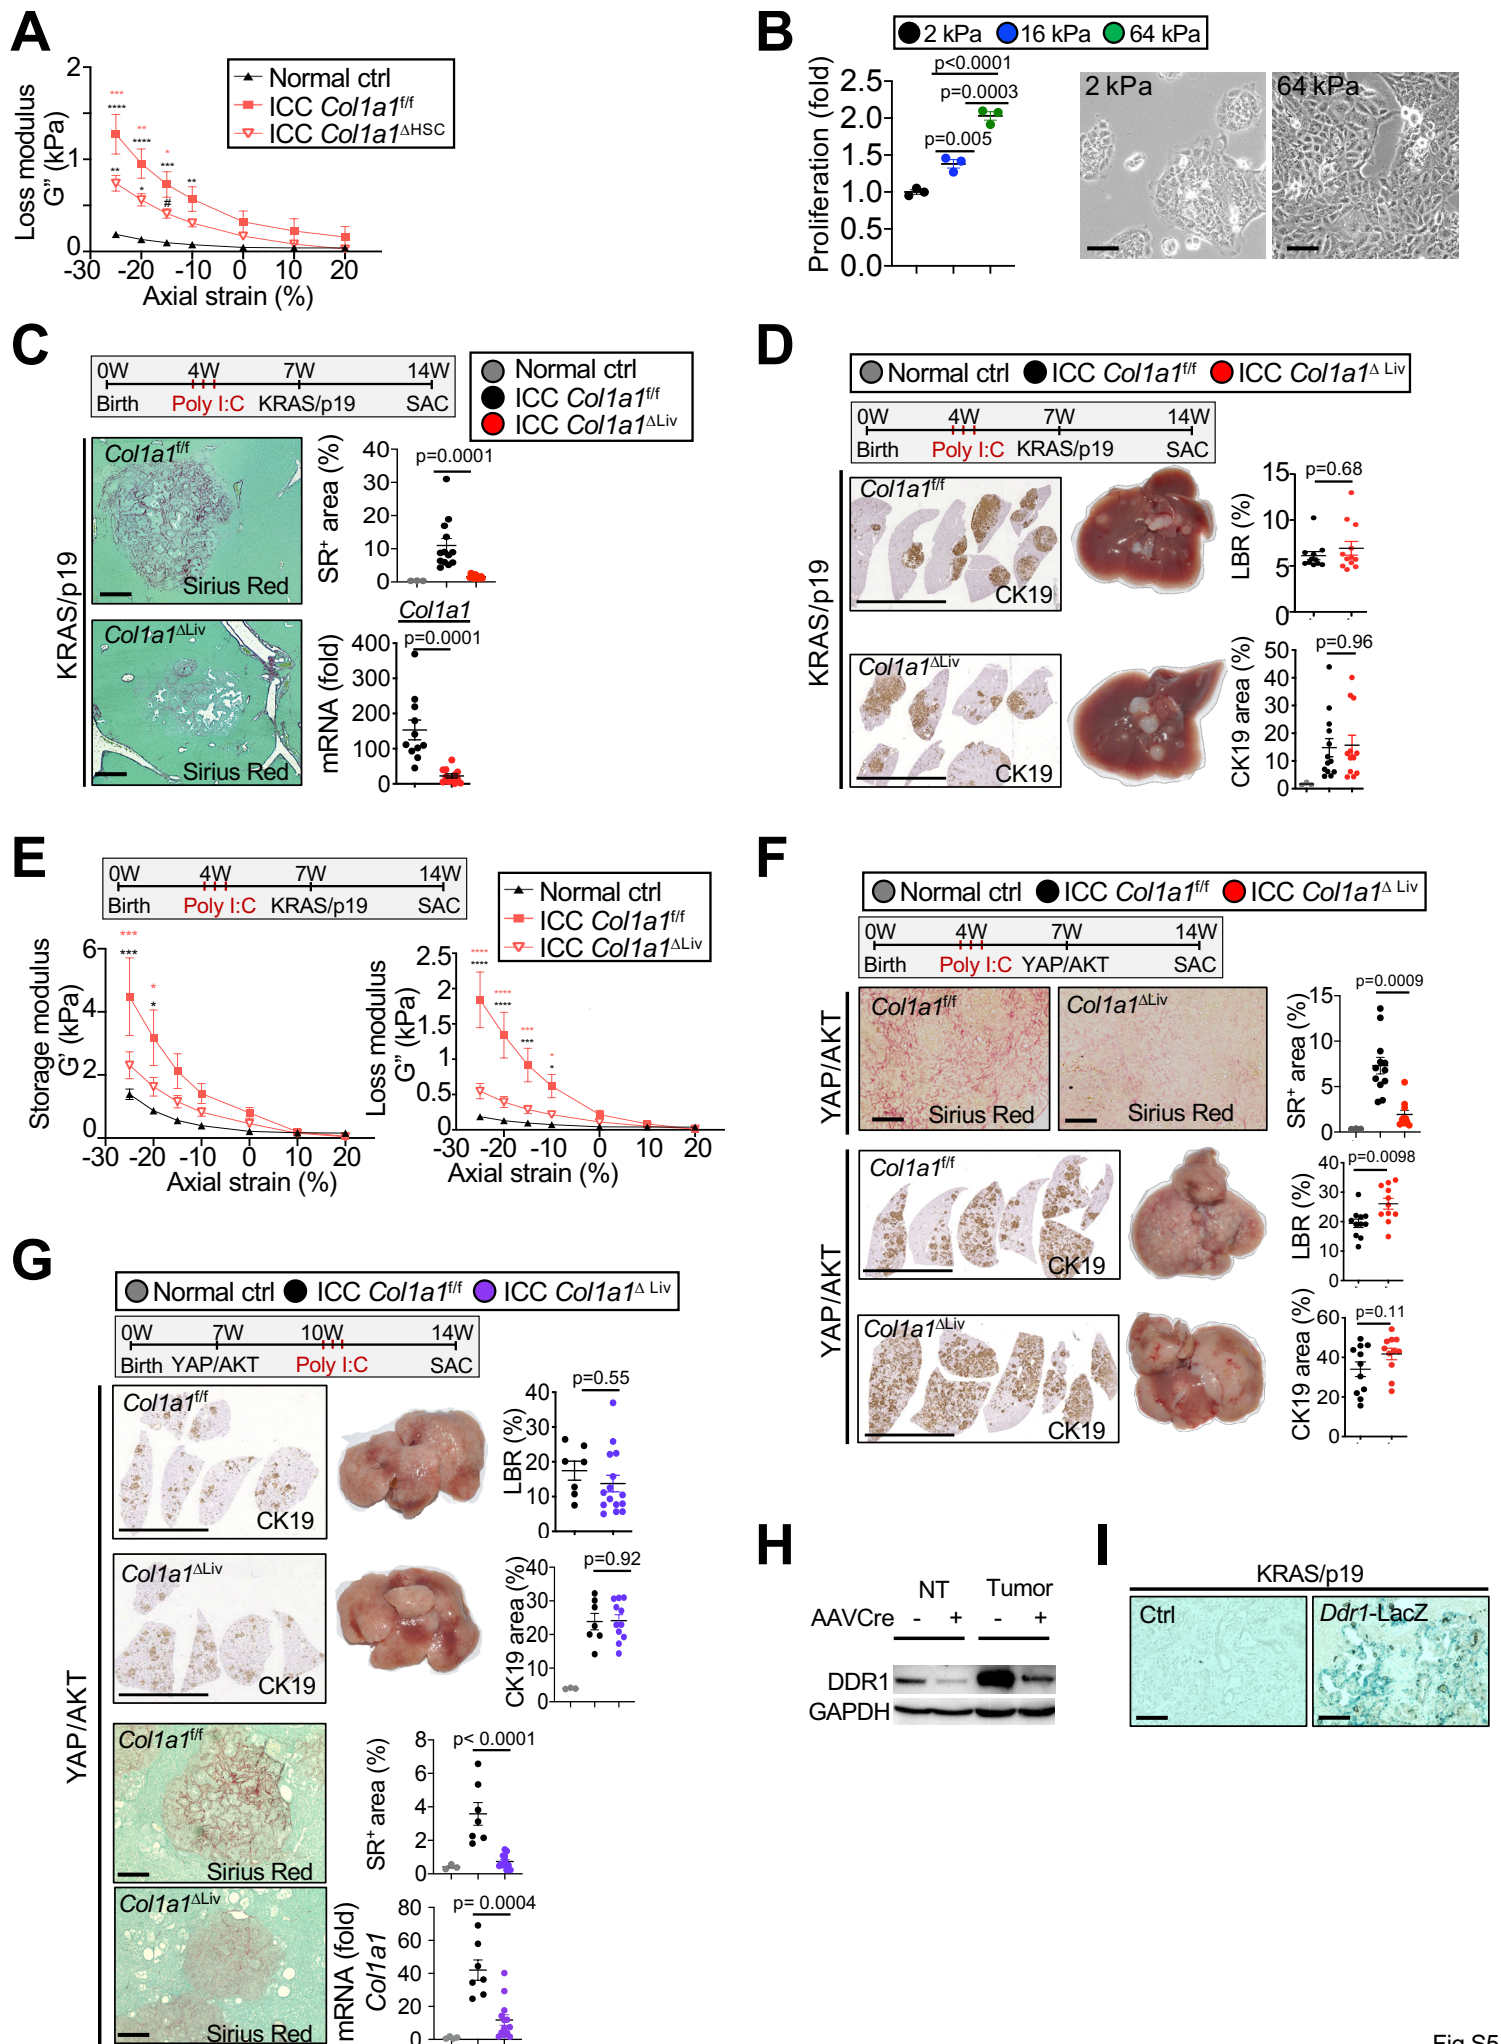 A
2
1
0
Loss modulus
G” (kPa)
Normal ctrl
ICC Col1a1f/f
ICC Col1a1ΔHSC
***
****
**
****
*
***
**
**
*
#
-30 -20 -10 0 10 20
Axial strain (%)
B
2 kPa 16 kPa 64 kPa
Proliferation (fold)
2.5
2.0
1.5
1.0
0.5
0.0
p<0.0001
p=0.0003
p=0.005
2 kPa
64 kPa
C
0W 4W 7W 14W
Birth Poly I:C KRAS/p19 SAC
Normal ctrl
ICC Col1a1f/f
ICC Col1a1ΔLiv
KRAS/p19
Col1a1f/f
Sirius Red
Col1a1ΔLiv
Sirius Red
SR+ area (%)
40
30
20
10
0
p=0.0001
Col1a1
mRNA (fold)
400
300
200
100
0
p=0.0001
D
Normal ctrl ICC Col1a1f/f ICC Col1a1Δ Liv
0W 4W 7W 14W
Birth Poly I:C KRAS/p19 SAC
KRAS/p19
Col1a1f/f
CK19
Col1a1ΔLiv
CK19
LBR (%)
15
10
5
0
p=0.68
CK19 area (%)
50
40
30
20
10
0
p=0.96
E
0W 4W 7W 14W
Birth Poly I:C KRAS/p19 SAC
Normal ctrl
ICC Col1a1f/f
ICC Col1a1ΔLiv
Storage modulus
G’ (kPa)
6
4
2
0
***
***
*
*
-30 -20 -10 0 10 20
Axial strain (%)
Loss modulus
G” (kPa)
2.5
2
1.5
1
0.5
0
****
****
****
****
***
***
*
*
-30 -20 -10 0 10 20
Axial strain (%)
F
Normal ctrl ICC Col1a1f/f ICC Col1a1Δ Liv
0W 4W 7W 14W
Birth Poly I:C YAP/AKT SAC
YAP/AKT
Col1a1f/f
Sirius Red
Col1a1ΔLiv
Sirius Red
SR+ area (%)
15
10
5
0
p=0.0009
YAP/AKT
Col1a1f/f
CK19
Col1a1ΔLiv
CK19
LBR (%)
40
30
20
10
0
p=0.0098
CK19 area (%)
60
40
20
0
p=0.11
G
Normal ctrl ICC Col1a1f/f ICC Col1a1Δ Liv
0W 7W 10W 14W
Birth YAP/AKT Poly I:C SAC
YAP/AKT
Col1a1f/f
CK19
Col1a1ΔLiv
CK19
LBR (%)
40
30
20
10
0
p=0.55
CK19 area (%)
40
30
20
10
0
p=0.92
Col1a1f/f
Sirius Red
Col1a1ΔLiv
Sirius Red
SR+ area (%)
8
6
4
2
0
p< 0.0001
mRNA (fold)
Col1a1
80
60
40
20
0
p= 0.0004
H
NT Tumor
AAVCre - + - +
DDR1
GAPDH
I
KRAS/p19
Ctrl
Ddr1-LacZ
Fig S5